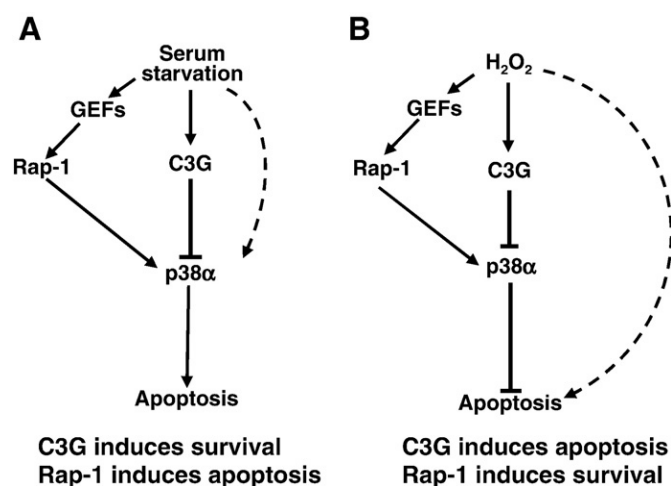 A
Serum
starvation
GEFs
Rap-1
C3G
p38α
Apoptosis
C3G induces survival
Rap-1 induces apoptosis
B
H₂O₂
GEFs
Rap-1
C3G
p38α
Apoptosis
C3G induces apoptosis
Rap-1 induces survival